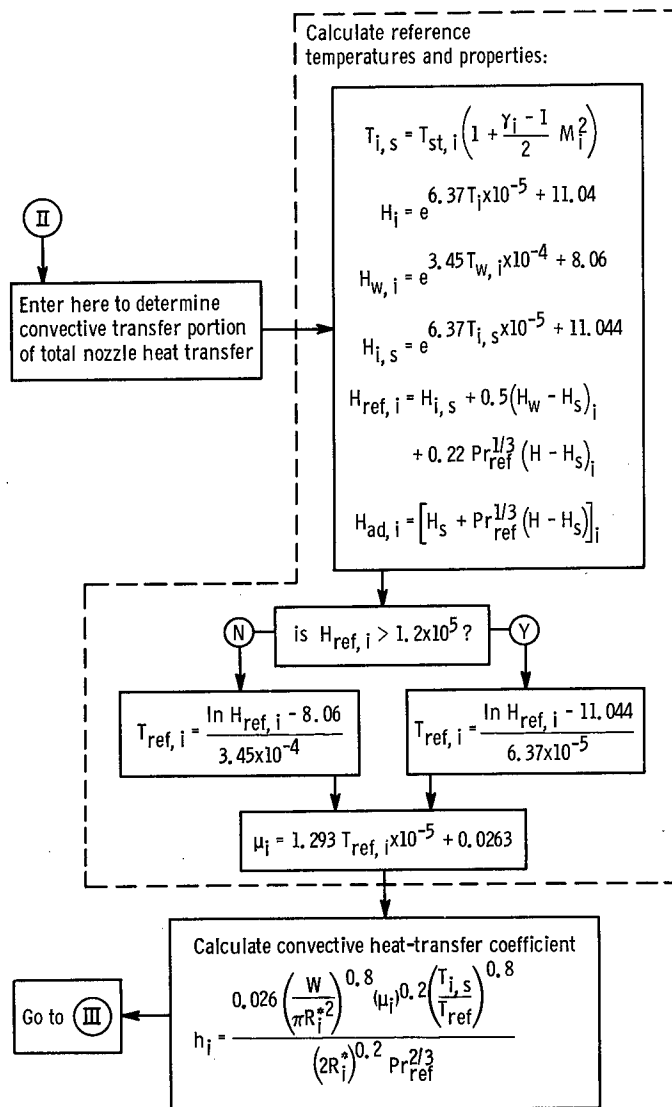 Calculate reference
temperatures and properties:
T_{i, s} = T_{st, i} (1 + \frac{γ_i - 1}{2} M_i^2)
H_i = e^{6.37 T_i x10^{-5} + 11.04}
H_{w, i} = e^{3.45 T_{w, i} x10^{-4} + 8.06}
H_{i, s} = e^{6.37 T_{i, s} x10^{-5} + 11.044}
H_{ref, i} = H_{i, s} + 0.5 (H_w - H_s)_i
+ 0.22 Pr_{ref}^{1/3} (H - H_s)_i
H_{ad, i} = [H_s + Pr_{ref}^{1/3} (H - H_s)]_i
II
Enter here to determine
convective transfer portion
of total nozzle heat transfer
N
is H_{ref, i} > 1.2x10^5 ?
Y
T_{ref, i} = \frac{ln H_{ref, i} - 8.06}{3.45x10^{-4}}
T_{ref, i} = \frac{ln H_{ref, i} - 11.044}{6.37x10^{-5}}
μ_i = 1.293 T_{ref, i} x10^{-5} + 0.0263
Calculate convective heat-transfer coefficient
h_i = \frac{0.026 (\frac{W}{πR_i^{*2}})^{0.8} (μ_i)^{0.2} (\frac{T_{i, s}}{T_{ref}})^{0.8}}{(2R_i^*)^{0.2} Pr_{ref}^{2/3}}
Go to III